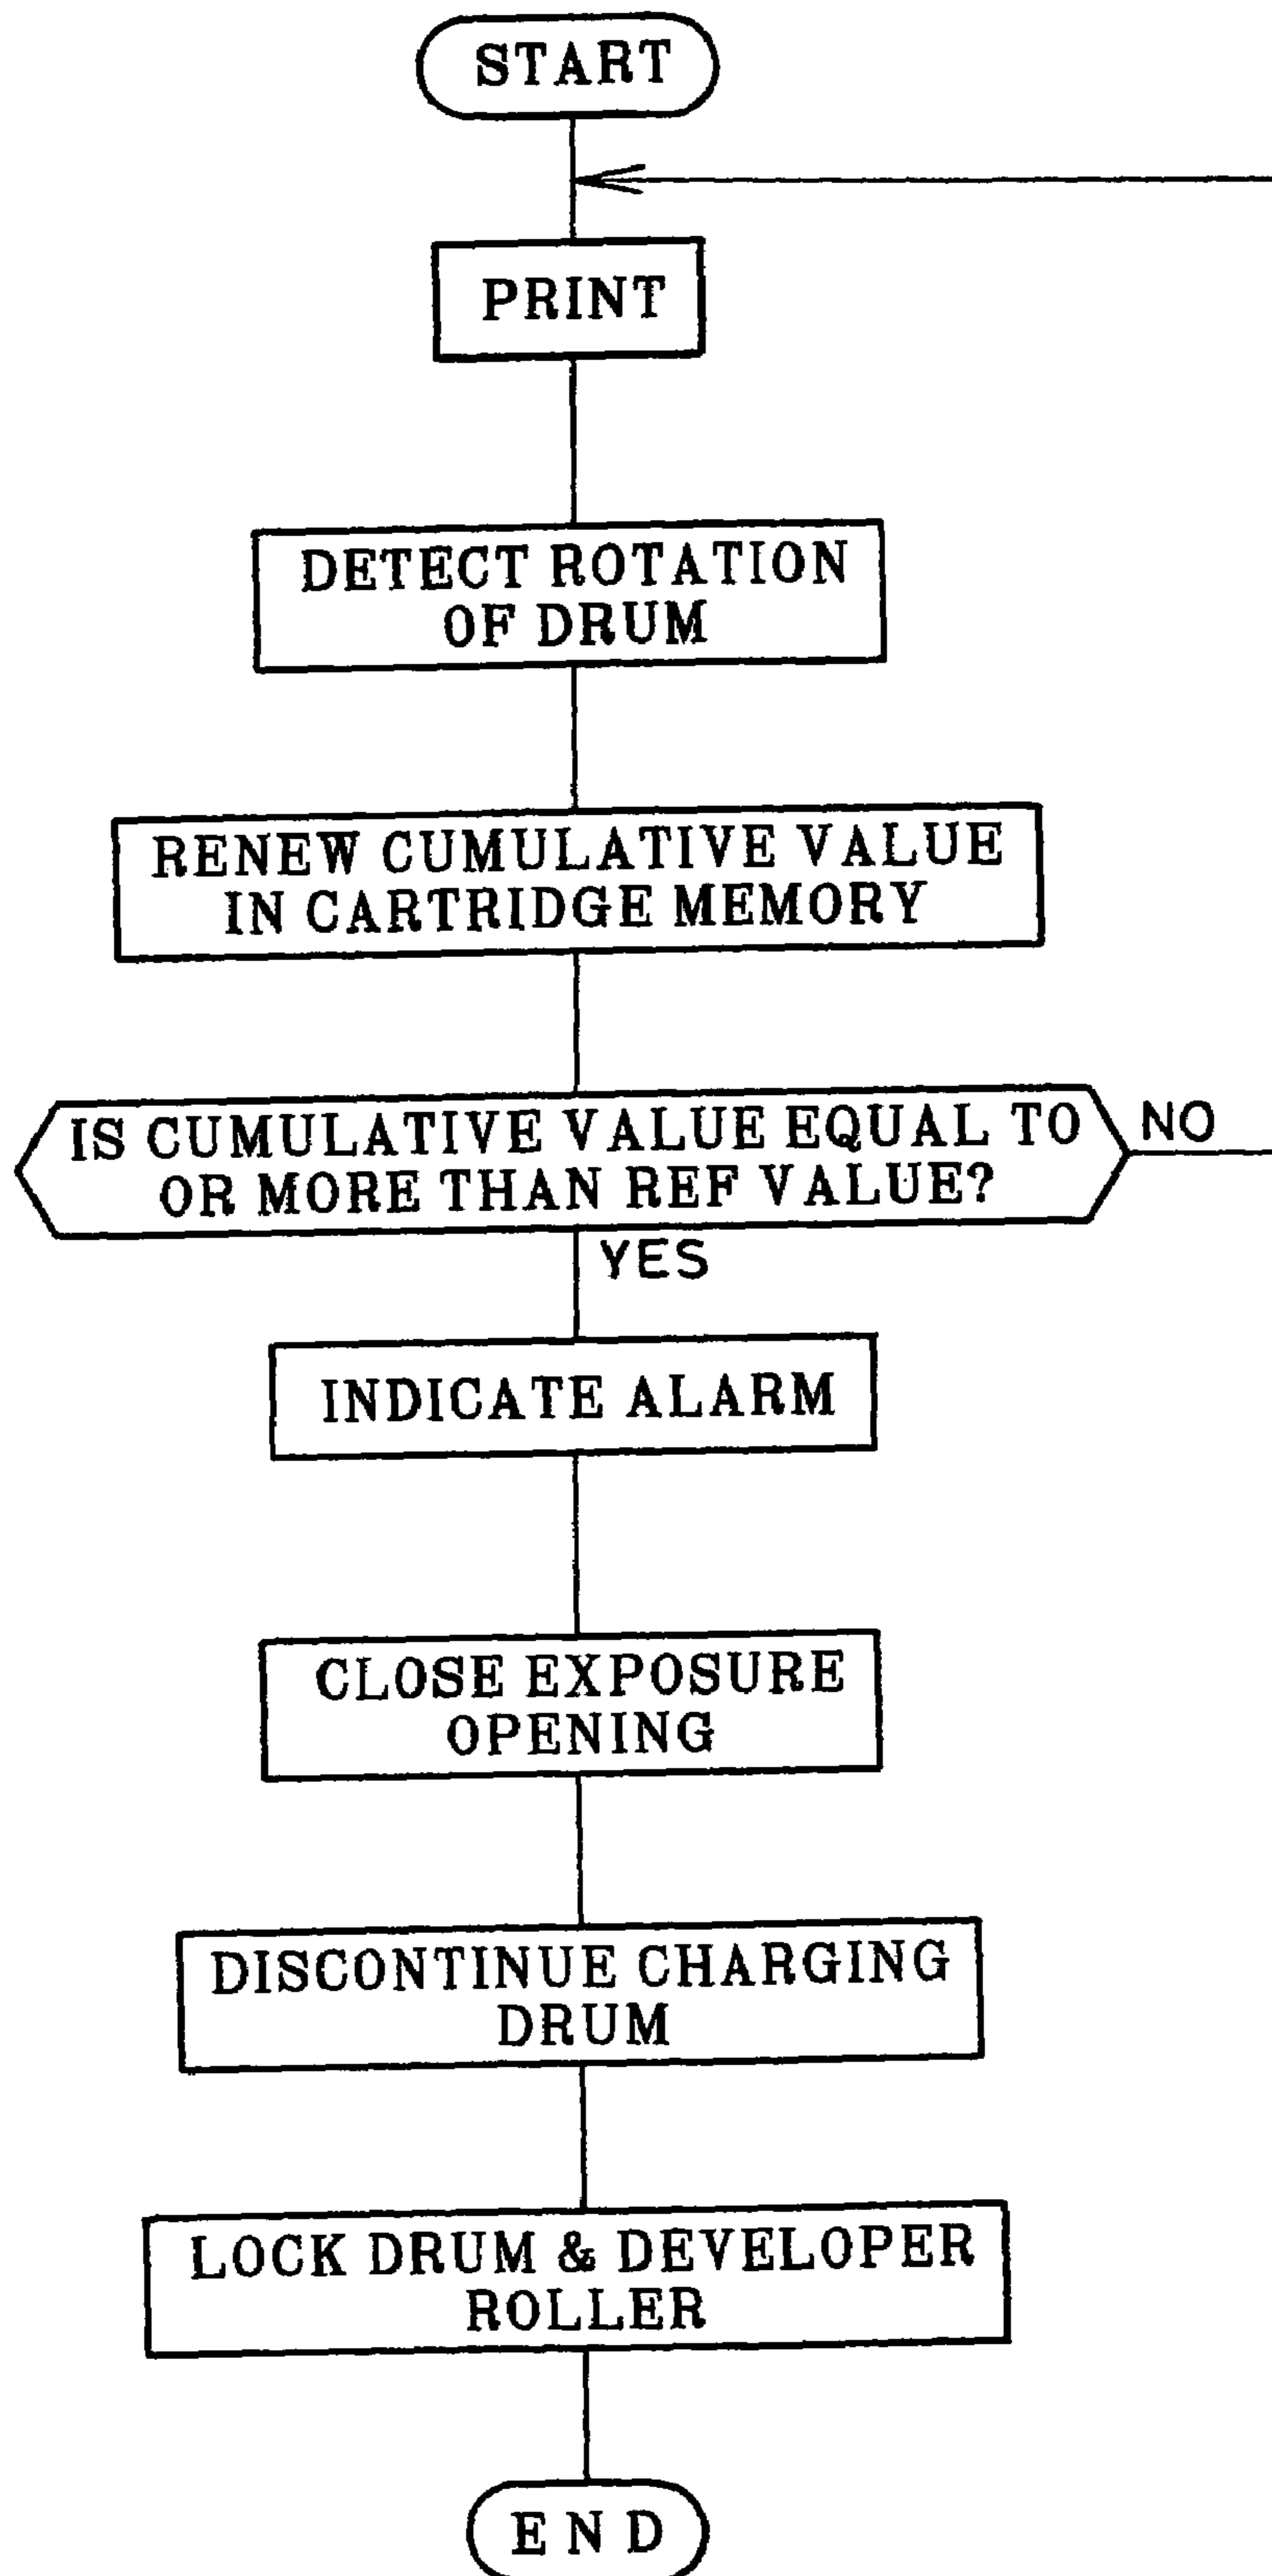 START
PRINT
DETECT ROTATION
OF DRUM
RENEW CUMULATIVE VALUE
IN CARTRIDGE MEMORY
IS CUMULATIVE VALUE EQUAL TO
OR MORE THAN REF VALUE?
NO
YES
INDICATE ALARM
CLOSE EXPOSURE
OPENING
DISCONTINUE CHARGING
DRUM
LOCK DRUM & DEVELOPER
ROLLER
END